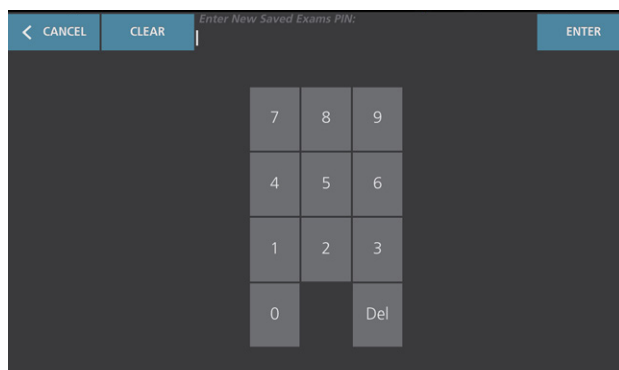 Enter New Saved Exams PIN:
CANCEL CLEAR ENTER
7 8 9
4 5 6
1 2 3
0 Del